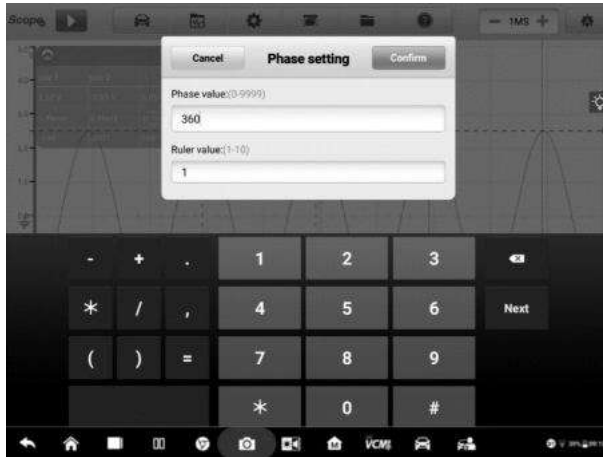 Scope
1MS
Cancel
Phase setting
Confirm
Phase value:(0-9999)
360
Ruler value:(1-10)
1
- + . 1 2 3
* / , 4 5 6 Next
( ) = 7 8 9
* 0 #
VCMI